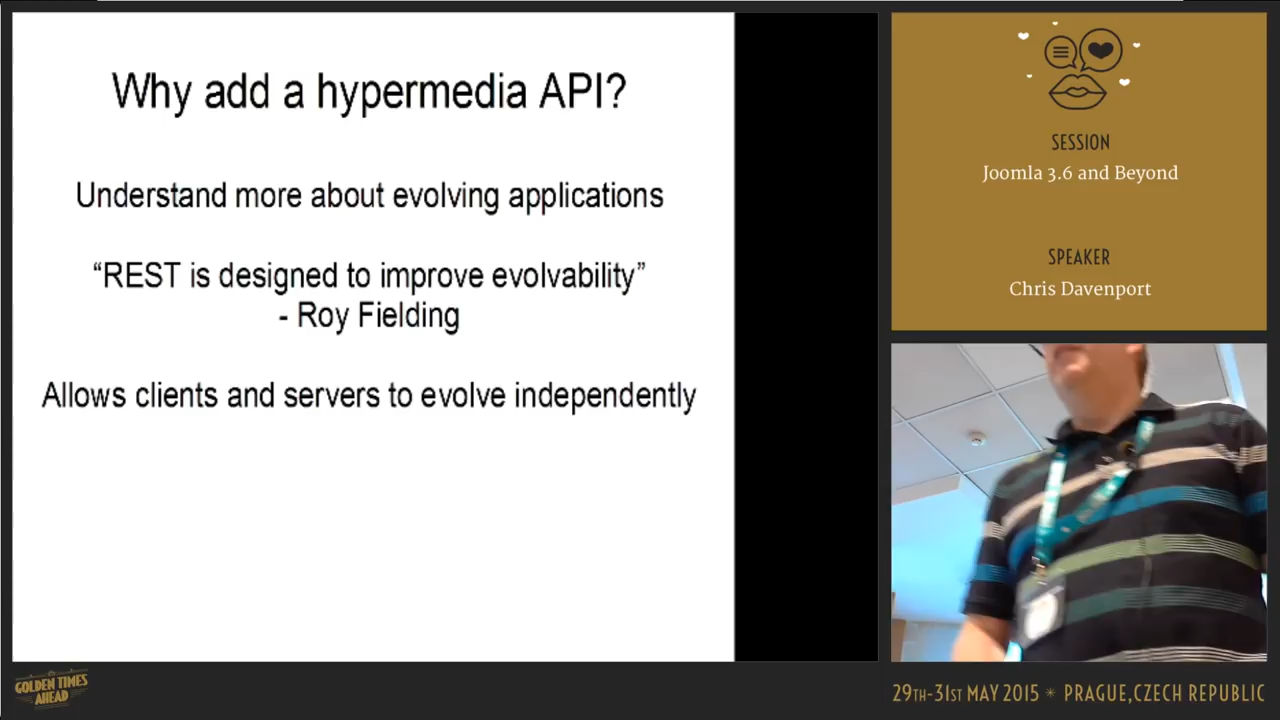 Why add a hypermedia API?
Understand more about evolving applications
“REST is designed to improve evolvability”
- Roy Fielding
Allows clients and servers to evolve independently
SESSION
Joomla 3.6 and Beyond
SPEAKER
Chris Davenport
GOLDEN TIMES
AHEAD
29TH-31ST MAY 2015 * PRAGUE,CZECH REPUBLIC